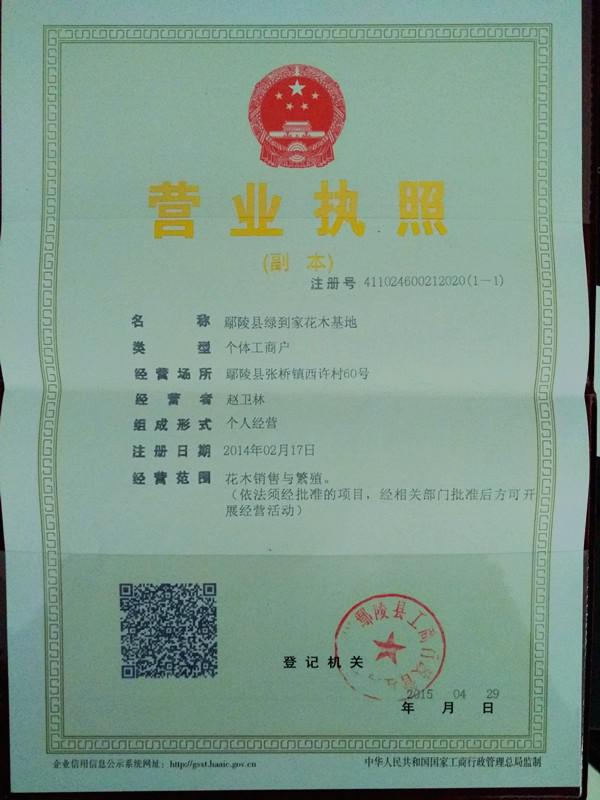 营业执照
(副 本)
注册号 411024600212020(1-1)
名称 鄢陵县绿到家花木基地
类型 个体工商户
经营场所 鄢陵县张桥镇西许村60号
经营者 赵卫林
组成形式 个人经营
注册日期 2014年02月17日
经营范围 花木销售与繁殖。
(依法须经批准的项目，经相关部门批准后方可开
展经营活动)
鄢陵县工商行政管
登记机关
2015 04 29
年 月 日
企业信用信息公示系统网址：http://gsxt.haaic.gov.cn
中华人民共和国国家工商行政管理总局监制